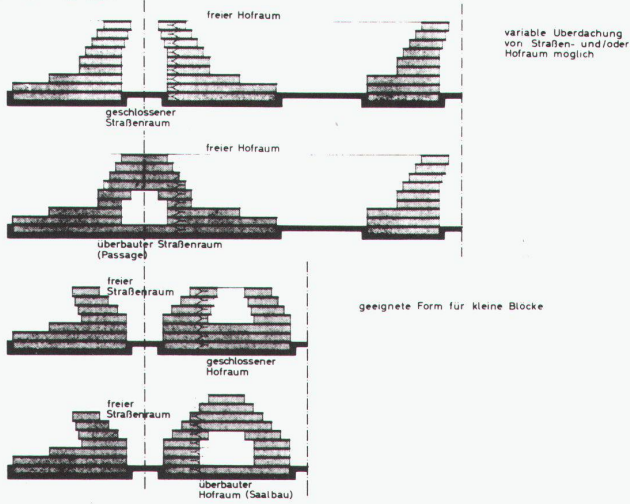 freier Hofraum
variable Uberdachung
von Straßen- und/oder
Hofraum möglich
geschlossener
Straßenraum
freier Hofraum
überbauter Straßenraum
(Passage)
freier
Straßenraum
geeignete Form für kleine Blöcke
geschlossener
Hofraum
freier
Straßenraum
überbauter
Hofraum (Saalbau)